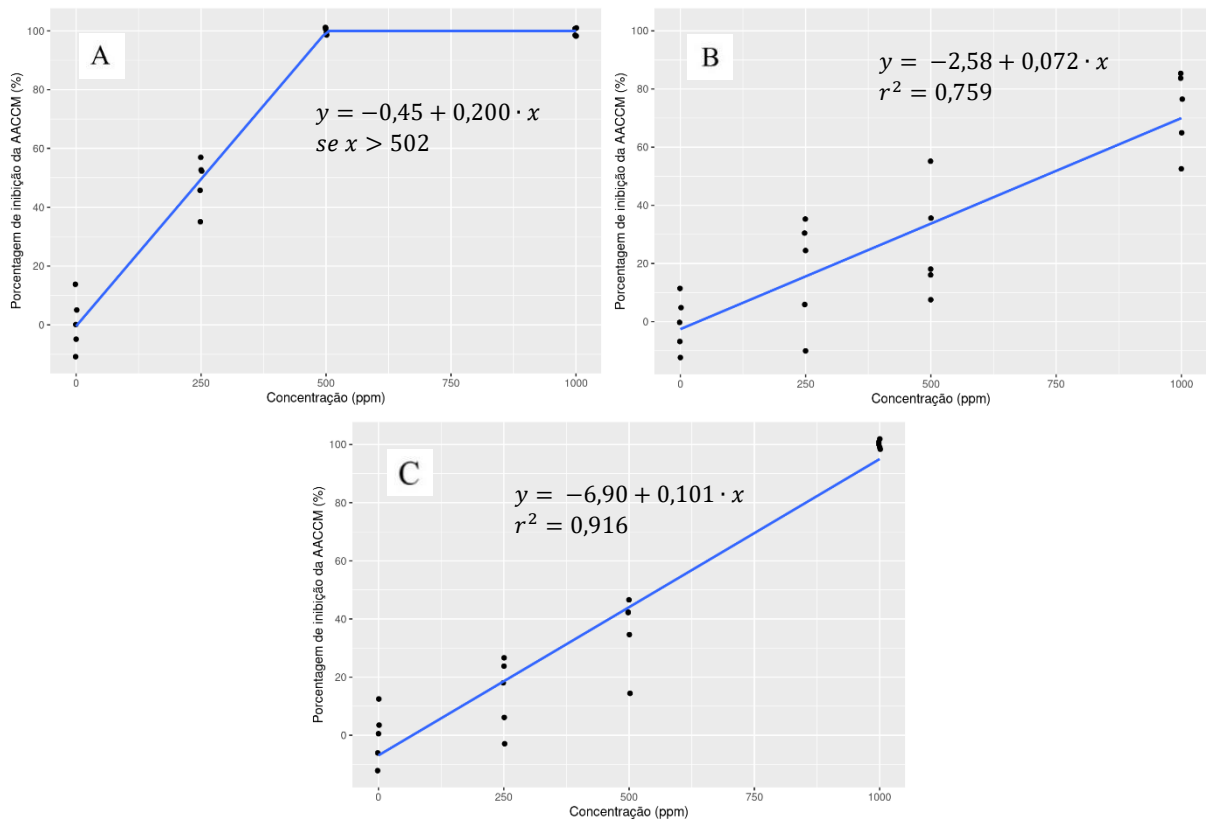 A
y = −0,45 + 0,200 · x
se x > 502
Porcentagem de inibição da AACCM (%)
100
80
60
40
20
0
0 250 500 750 1000
Concentração (ppm)
B
y = −2,58 + 0,072 · x
r² = 0,759
Porcentagem de inibição da AACCM (%)
100
80
60
40
20
0
0 250 500 750 1000
Concentração (ppm)
C
y = −6,90 + 0,101 · x
r² = 0,916
Porcentagem de inibição da AACCM (%)
100
80
60
40
20
0
0 250 500 750 1000
Concentração (ppm)